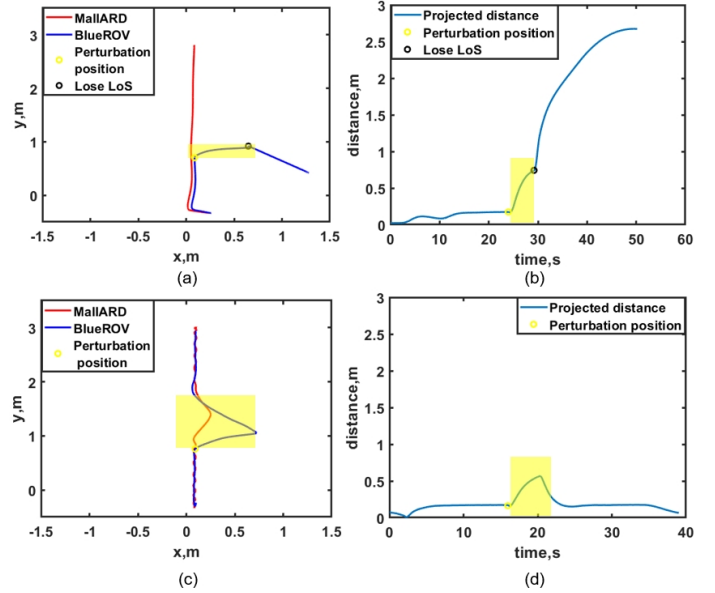 MallARD
BlueROV
Perturbation
position
Lose LoS
3
2
1
0
y,m
-1.5
-1
-0.5
0
0.5
1
1.5
x,m
(a)
Projected distance
Perturbation position
Lose LoS
3
2.5
2
1.5
1
0.5
0
distance,m
0
10
20
30
40
50
60
time,s
(b)
MallARD
BlueROV
Perturbation
position
3
2
1
0
y,m
-1.5
-1
-0.5
0
0.5
1
1.5
x,m
(c)
Projected distance
Perturbation position
3
2.5
2
1.5
1
0.5
0
distance,m
0
10
20
30
40
time,s
(d)